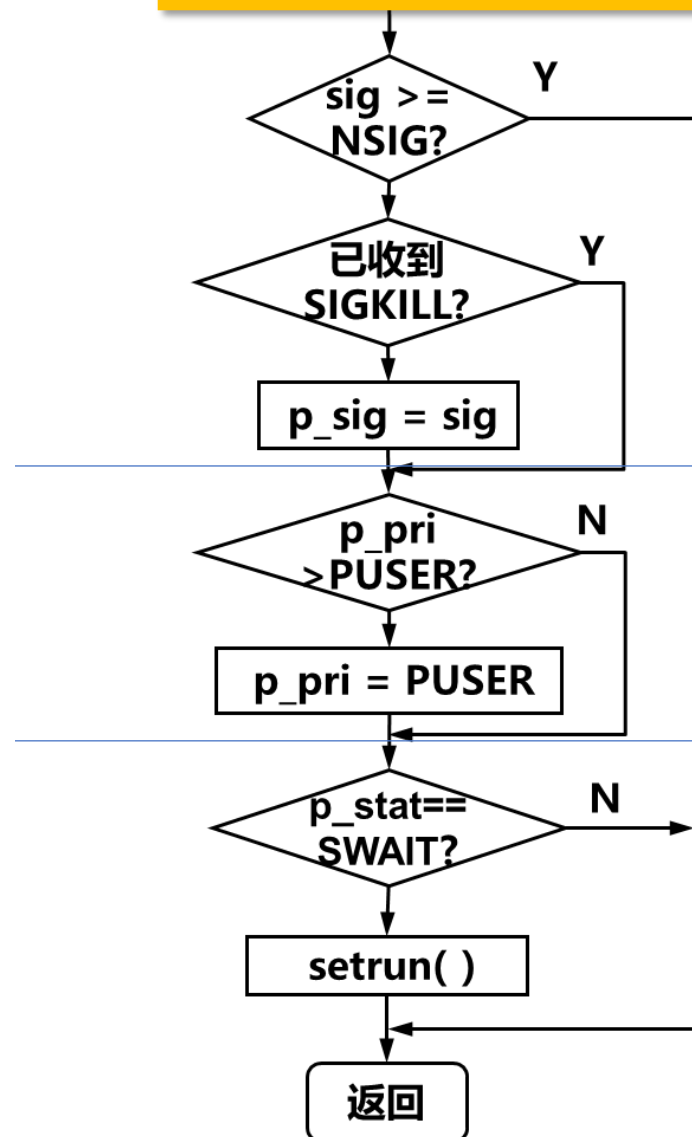 Y
sig >=
NSIG?
Y
已收到
SIGKILL?
p_sig = sig
N
p_pri
>PUSER?
p_pri = PUSER
N
p_stat==
SWAIT?
setrun( )
返回